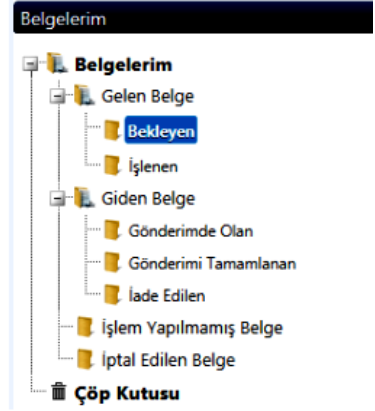 Belgelerim
Belgelerim
Gelen Belge
Bekleyen
İşlenen
Giden Belge
Gönderimde Olan
Gönderimi Tamamlanan
İade Edilen
İşlem Yapılmamış Belge
İptal Edilen Belge
Çöp Kutusu